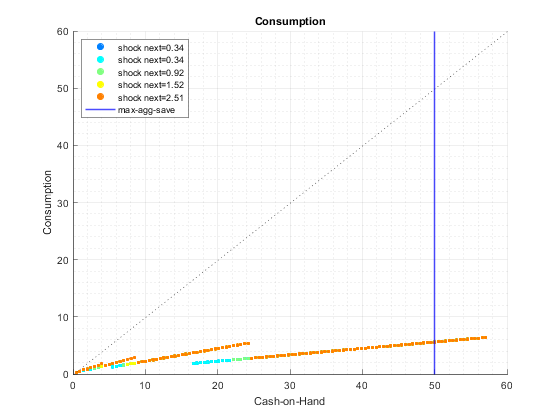 Consumption
60
50
40
30
20
10
0
Consumption
shock next=0.34
shock next=0.34
shock next=0.92
shock next=1.52
shock next=2.51
max-agg-save
0 10 20 30 40 50 60
Cash-on-Hand